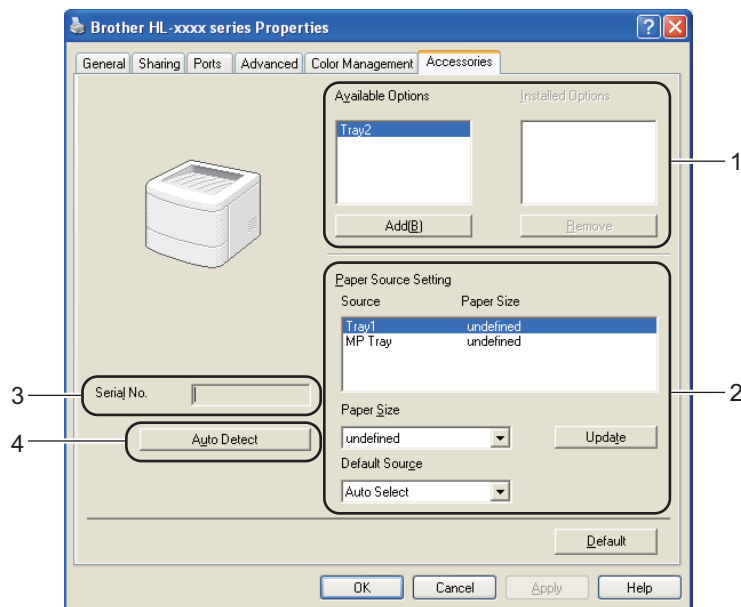 Brother HL-xxxx series Properties
General Sharing Ports Advanced Color Management Accessories
Available Options Installed Options
Tray2
1
Add(B) Remove
Paper Source Setting
Source Paper Size
Tray1 undefined
MP Tray undefined
3 Serial No.
2
Paper Size
4 Auto Detect
undefined Update
Default Source
Auto Select
Default
OK Cancel Apply Help